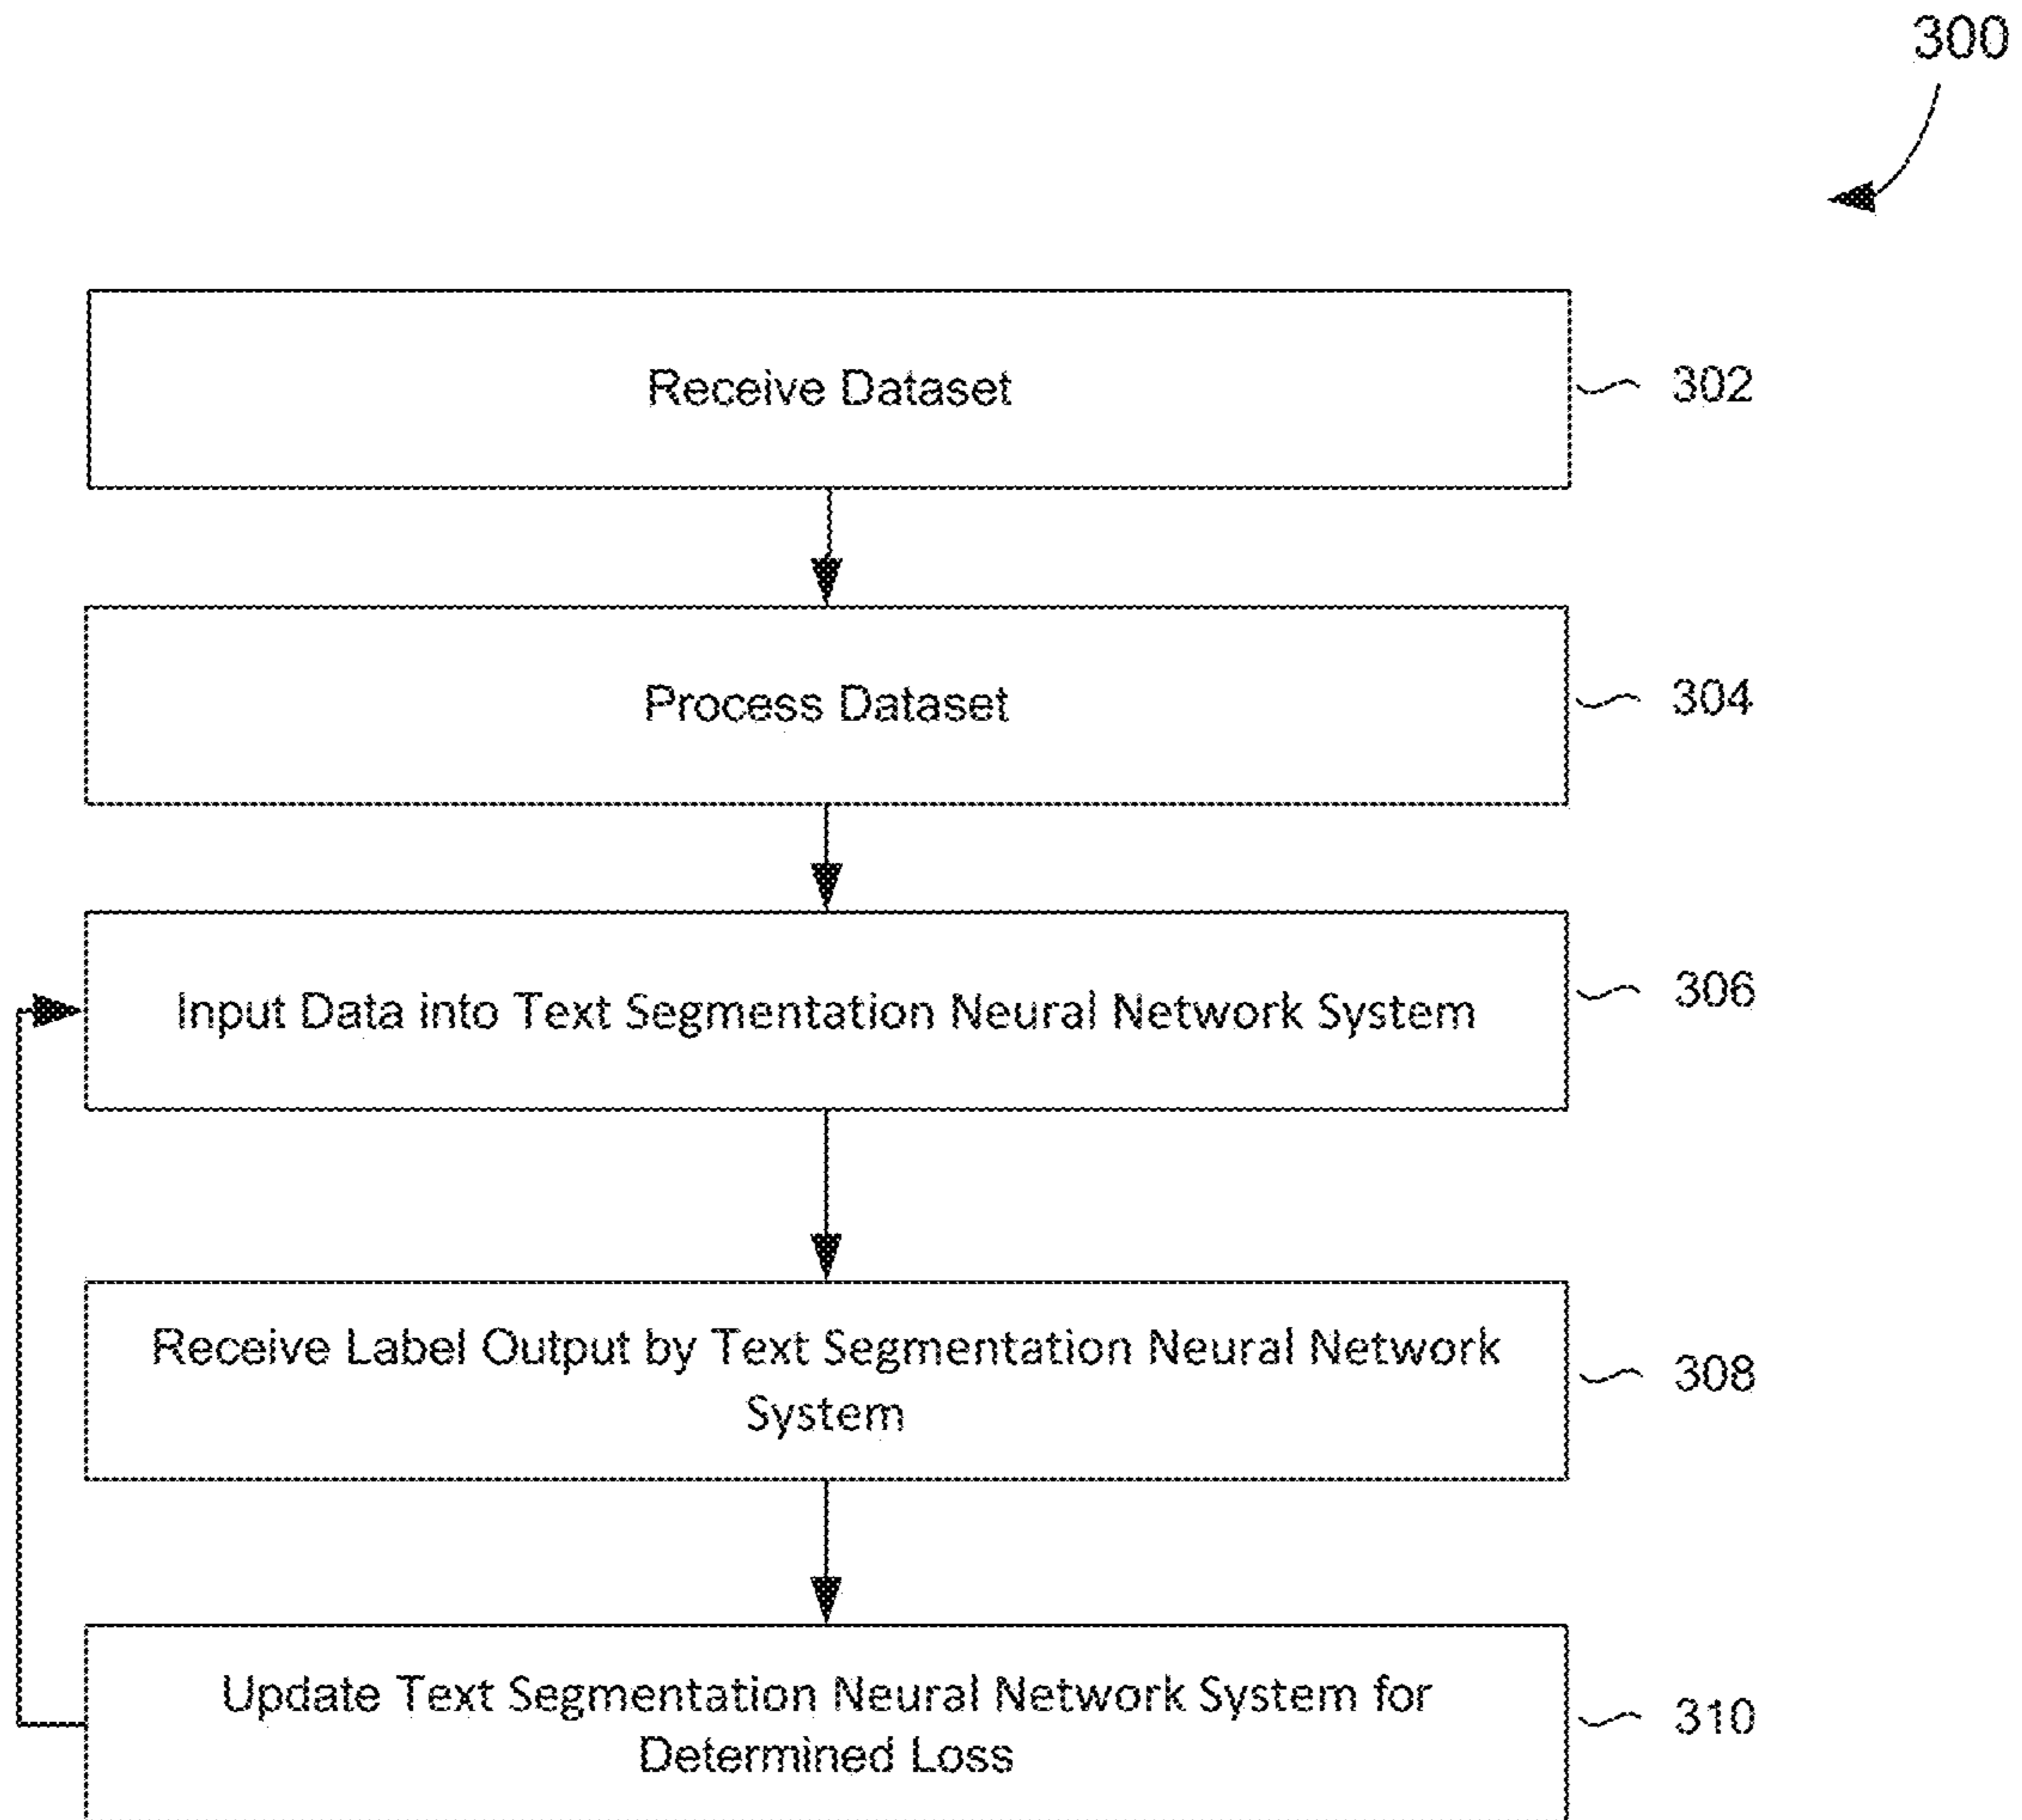 300
Receive Dataset
302
Process Dataset
304
Input Data into Text Segmentation Neural Network System
306
Receive Label Output by Text Segmentation Neural Network
System
308
Update Text Segmentation Neural Network System for
Determined Loss
310